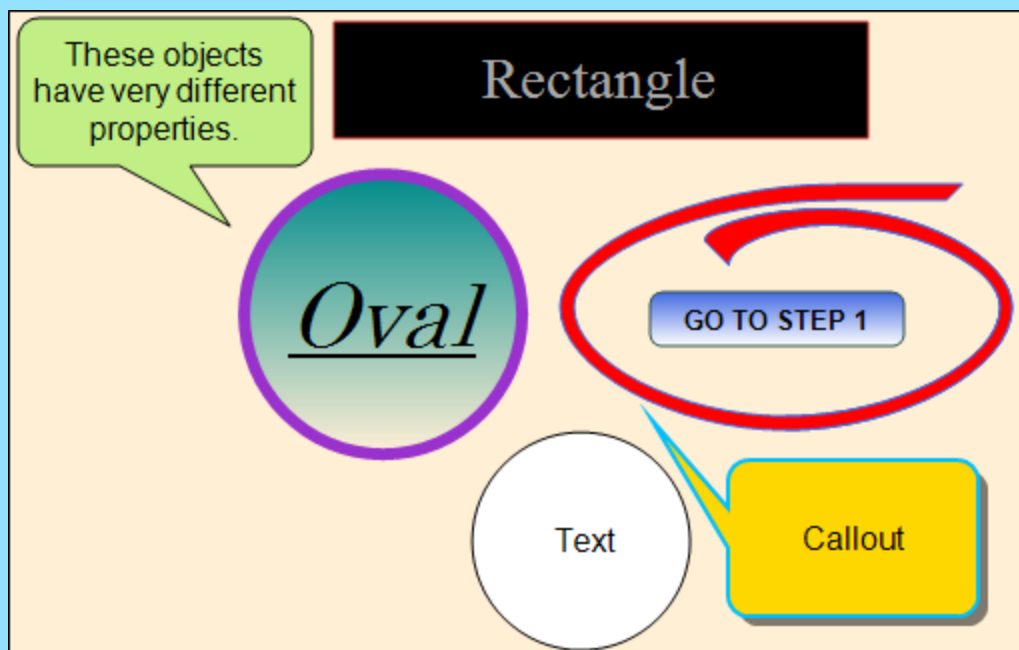 These objects
have very different
properties.
Rectangle
Oval
GO TO STEP 1
Text
Callout